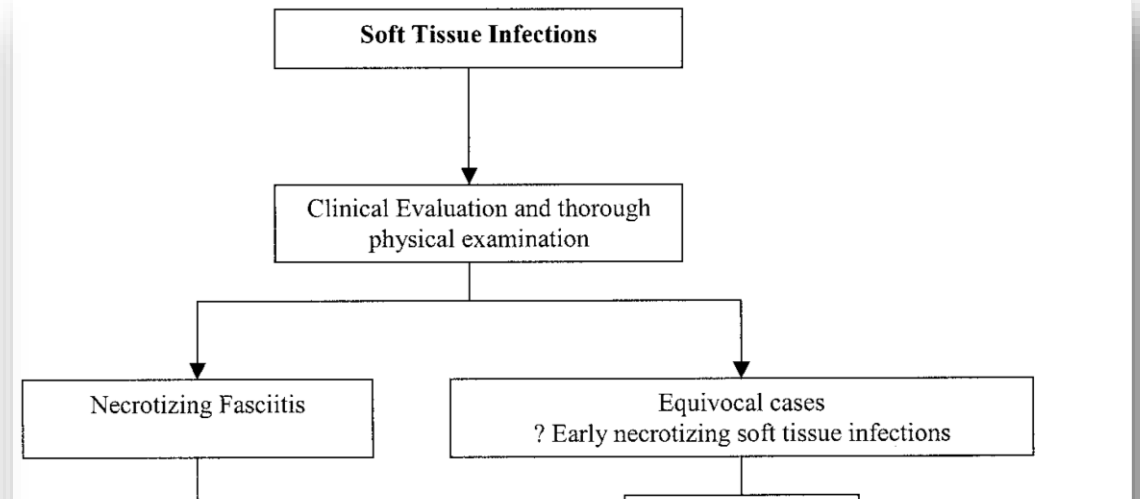 Soft Tissue Infections
Clinical Evaluation and thorough
physical examination
Necrotizing Fasciitis
Equivocal cases
? Early necrotizing soft tissue infections